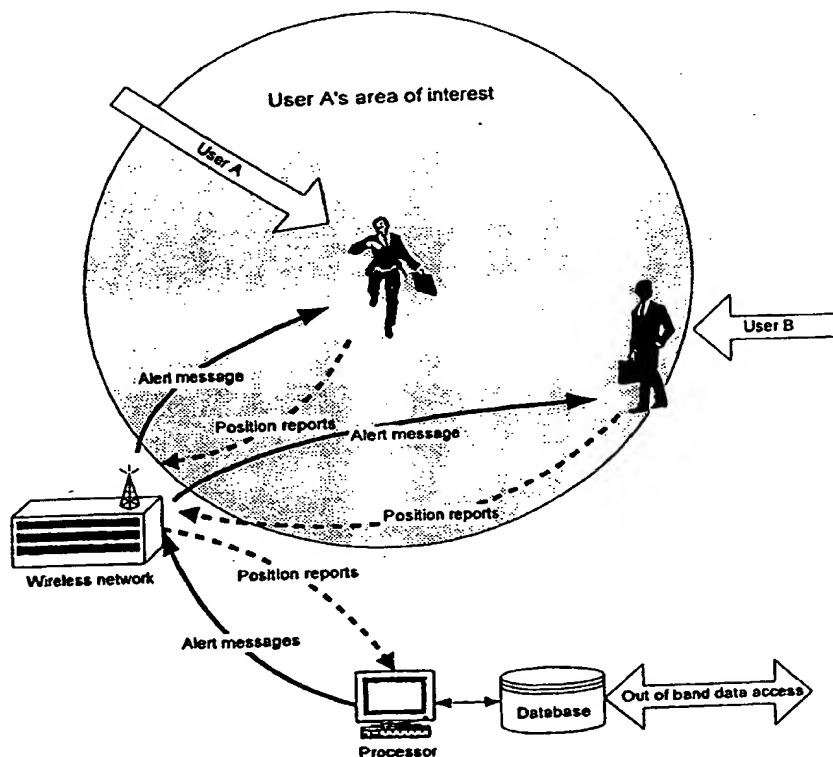 User A's area of interest
User A
User B
Alert message
Position reports
Alert message
Position reports
Wireless network
Position reports
Alert messages
Out of band data access
Database
Processor